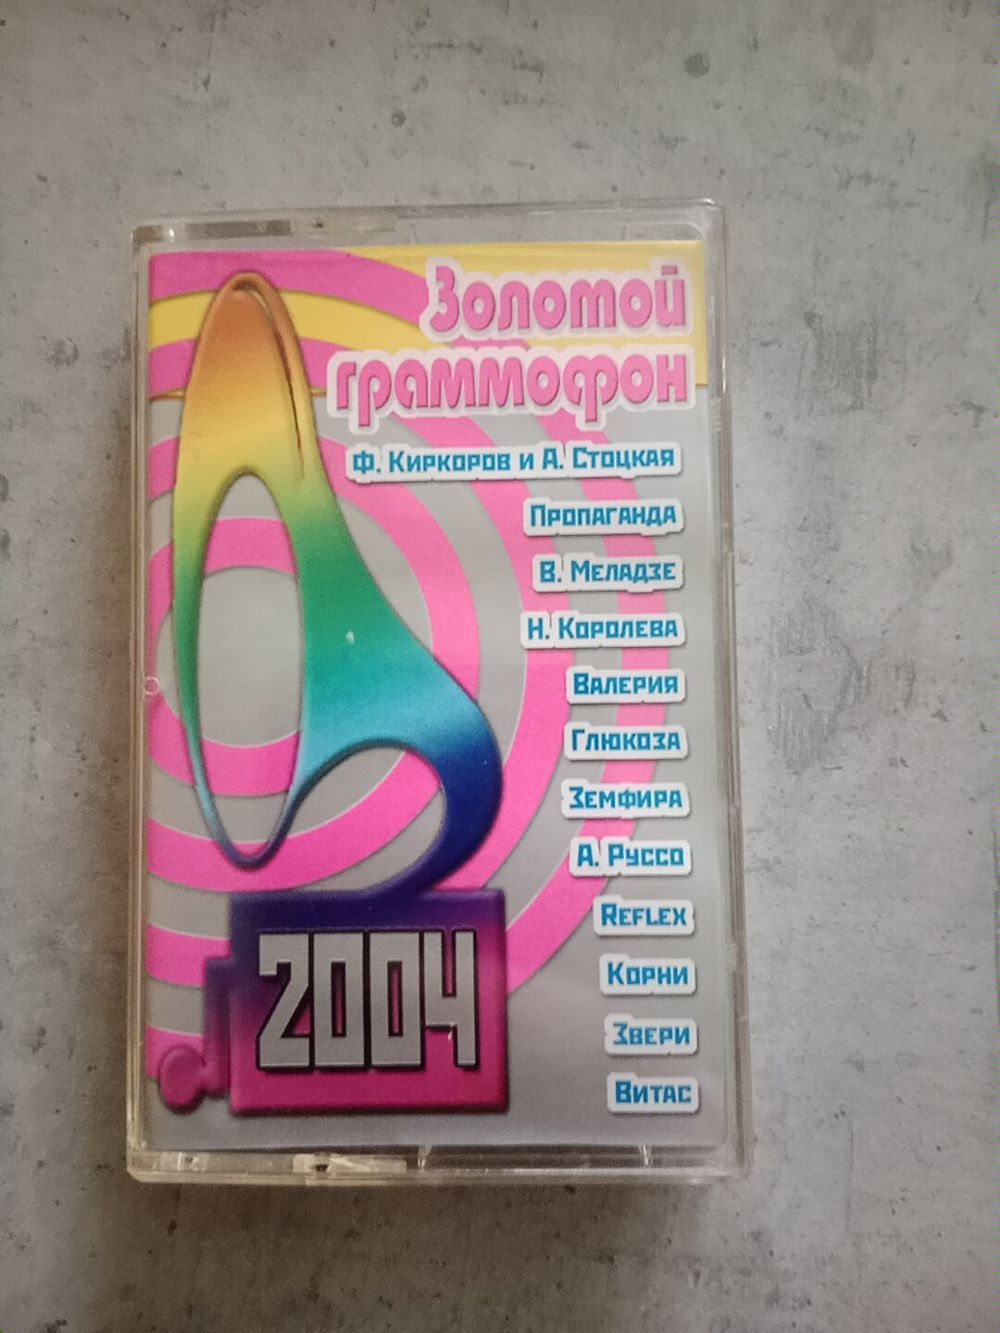 Золотой
граммофон
Ф. Киркоров и А. Стоцкая
Пропаганда
В. Меладзе
Н. Королева
Валерия
Глюкоза
Земфира
А. Руссо
Reflex
Корни
Звери
Витас
2004